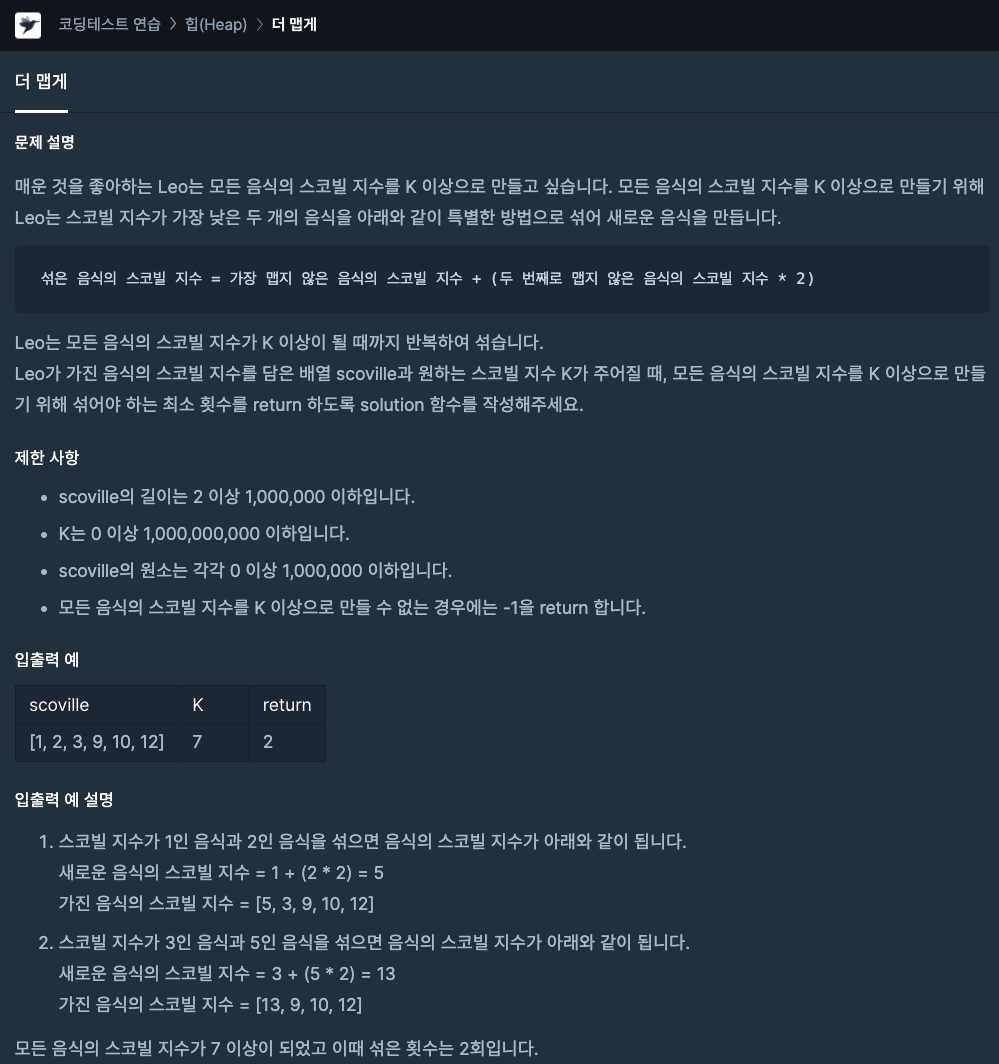 코딩테스트 연습 > 힙(Heap) > 더 맵게
더 맵게
문제 설명
매운 것을 좋아하는 Leo는 모든 음식의 스코빌 지수를 K 이상으로 만들고 싶습니다. 모든 음식의 스코빌 지수를 K 이상으로 만들기 위해
Leo는 스코빌 지수가 가장 낮은 두 개의 음식을 아래와 같이 특별한 방법으로 섞어 새로운 음식을 만듭니다.
섞은 음식의 스코빌 지수 = 가장 맵지 않은 음식의 스코빌 지수 + (두 번째로 맵지 않은 음식의 스코빌 지수 * 2)
Leo는 모든 음식의 스코빌 지수가 K 이상이 될 때까지 반복하여 섞습니다.
Leo가 가진 음식의 스코빌 지수를 담은 배열 scoville과 원하는 스코빌 지수 K가 주어질 때, 모든 음식의 스코빌 지수를 K 이상으로 만들
기 위해 섞어야 하는 최소 횟수를 return 하도록 solution 함수를 작성해주세요.
제한 사항
• scoville의 길이는 2 이상 1,000,000 이하입니다.
• K는 0 이상 1,000,000,000 이하입니다.
• scoville의 원소는 각각 0 이상 1,000,000 이하입니다.
• 모든 음식의 스코빌 지수를 K 이상으로 만들 수 없는 경우에는 -1을 return 합니다.
입출력 예
scoville K return
[1, 2, 3, 9, 10, 12] 7 2
입출력 예 설명
1. 스코빌 지수가 1인 음식과 2인 음식을 섞으면 음식의 스코빌 지수가 아래와 같이 됩니다.
새로운 음식의 스코빌 지수 = 1 + (2 * 2) = 5
가진 음식의 스코빌 지수 = [5, 3, 9, 10, 12]
2. 스코빌 지수가 3인 음식과 5인 음식을 섞으면 음식의 스코빌 지수가 아래와 같이 됩니다.
새로운 음식의 스코빌 지수 = 3 + (5 * 2) = 13
가진 음식의 스코빌 지수 = [13, 9, 10, 12]
모든 음식의 스코빌 지수가 7 이상이 되었고 이때 섞은 횟수는 2회입니다.